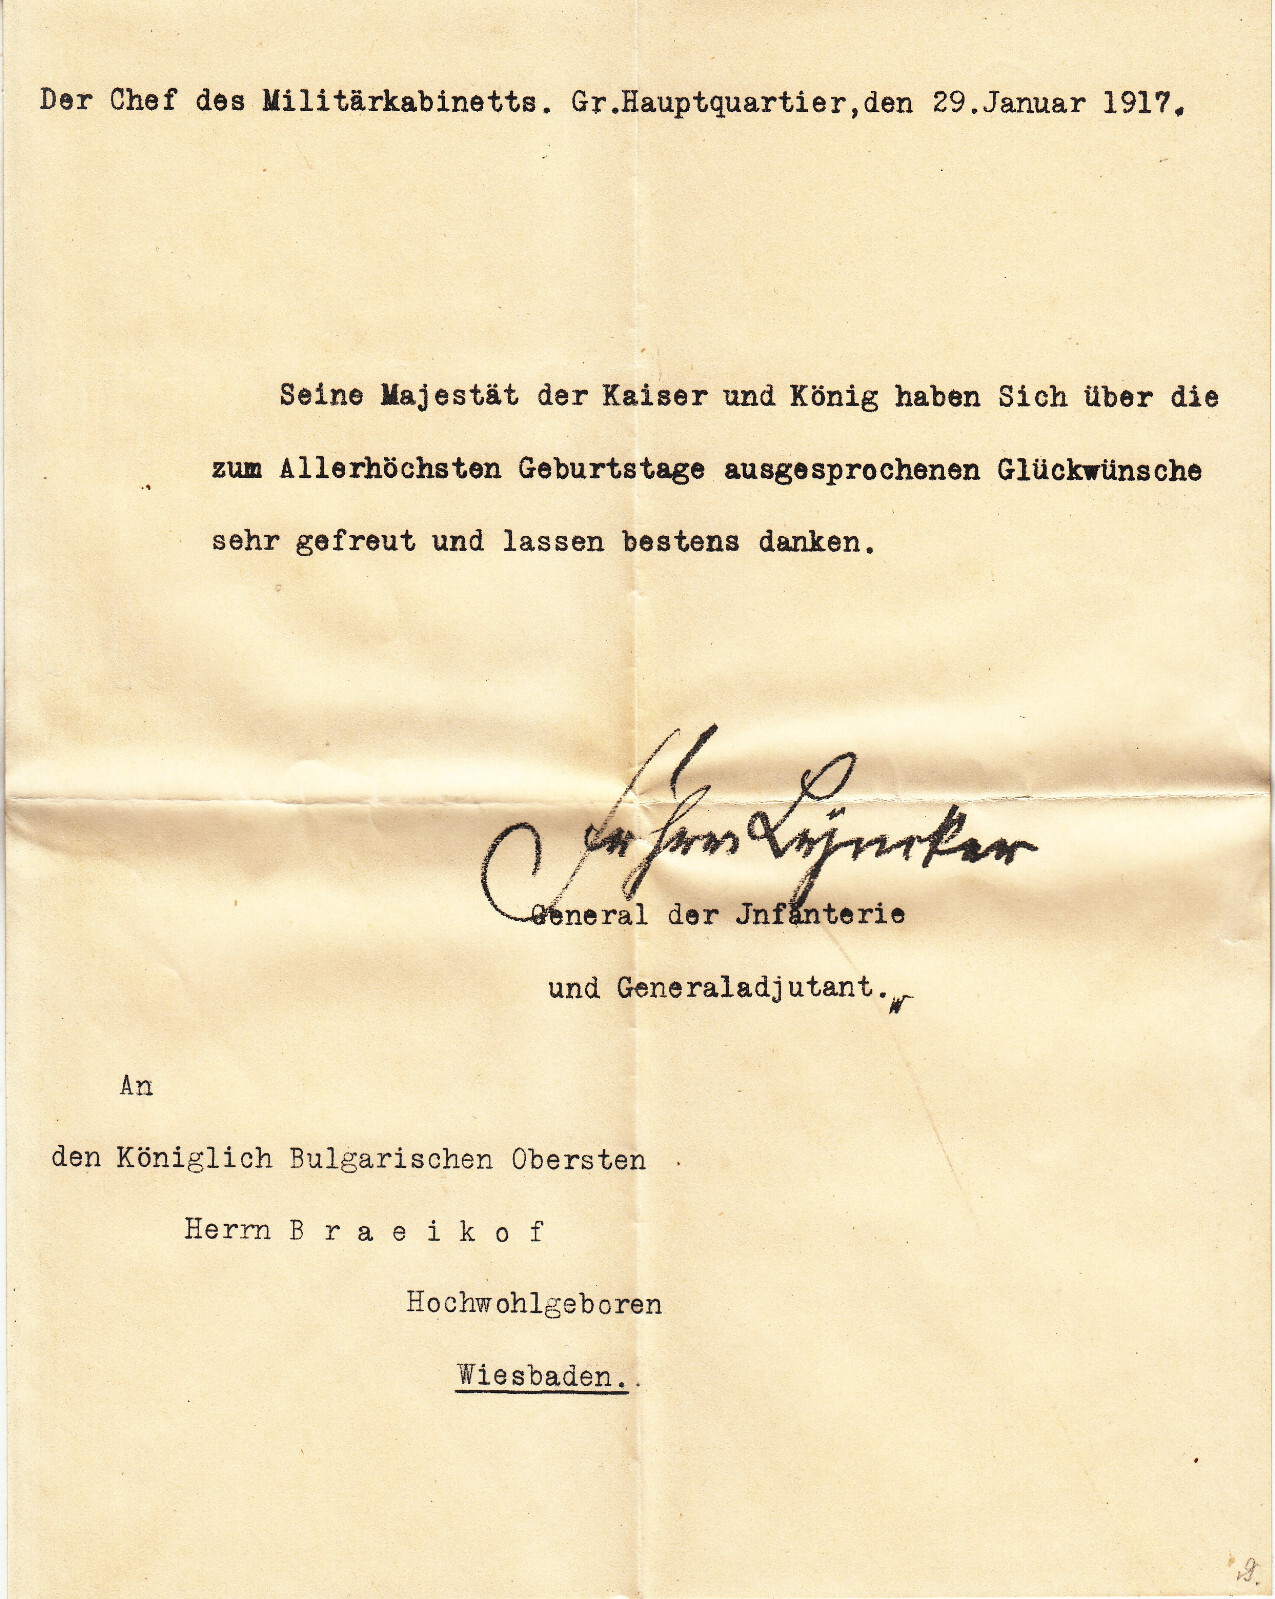 Der Chef des Militärkabinetts. Gr.Hauptquartier,den 29.Januar 1917.
Seine Majestät der Kaiser und König haben Sich über die
zum Allerhöchsten Geburtstage ausgesprochenen Glückwünsche
sehr gefreut und lassen bestens danken.
Frhrr Lyncker
General der Jnfanterie
und Generaladjutant.
An
den Königlich Bulgarischen Obersten
Herrn B r a e i k o f
Hochwohlgeboren
Wiesbaden.